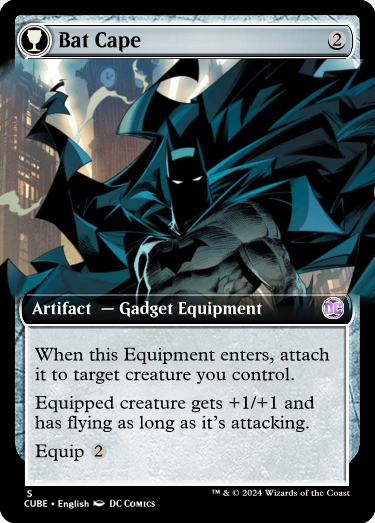 Bat Cape 2
Artifact — Gadget Equipment DC
When this Equipment enters, attach
it to target creature you control.
Equipped creature gets +1/+1 and
has flying as long as it's attacking.
Equip 2
S ™ & © 2024 Wizards of the Coast
CUBE • English DC COMICS